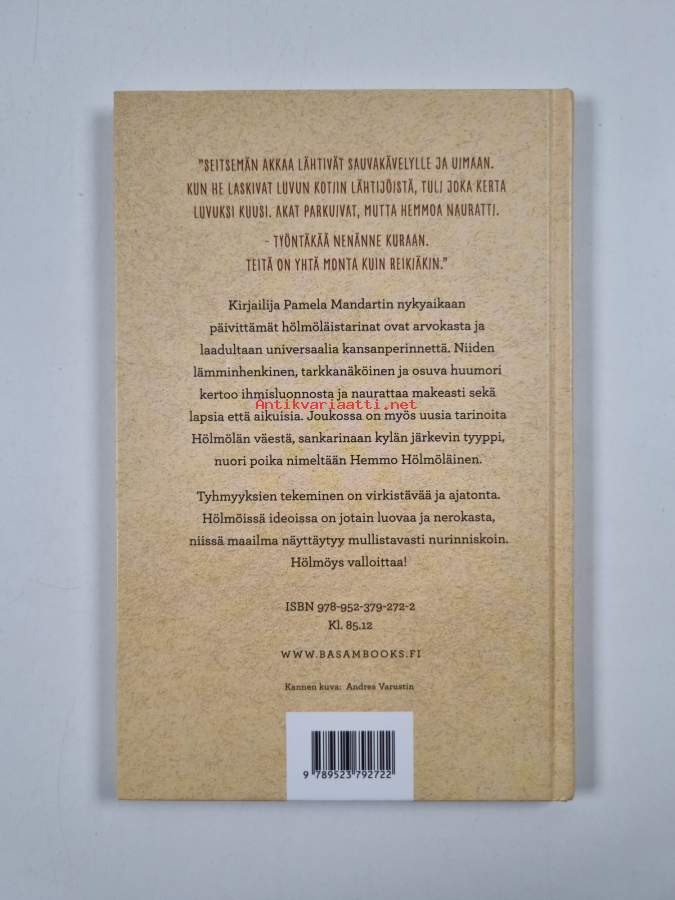 "SEITSEMÄN AKKAA LÄHTIVÄT SAUVAKÄVELYLLE JA UIMAAN.
KUN HE LASKIVAT LUVUN KOTIIN LÄHTIJÖISTÄ, TULI JOKA KERTA
LUVUKSI KUUSI. AKAT PARKUIVAT, MUTTA HEMMOA NAURATTI.
- TYÖNTÄKÄÄ NENÄNNE KURAAN.
TEITÄ ON YHTÄ MONTA KUIN REIKIÄKIN."
Kirjailija Pamela Mandartin nykyaikaan
päivittämät hölmöläistarinat ovat arvokasta ja
laadultaan universaalia kansanperinnettä. Niiden
lämminhenkinen, tarkkanäköinen ja osuva huumori
kertoo ihmisluonnosta ja naurattaa makeasti sekä
Antikvariaatti.net
lapsia että aikuisia. Joukossa on myös uusia tarinoita
Hölmölän väestä, sankarinaan kylän järkevin tyyppi,
nuori poika nimeltään Hemmo Hölmöläinen.
Tyhmyyksien tekeminen on virkistävää ja ajatonta.
Hölmöissä ideoissa on jotain luovaa ja nerokasta,
niissä maailma näyttäytyy mullistavasti nurinniskoin.
Hölmöys valloittaa!
ISBN 978-952-379-272-2
Kl. 85.12
WWW.BASAMBOOKS.FI
Kannen kuva: Andrea Varustin
9 789523 792722